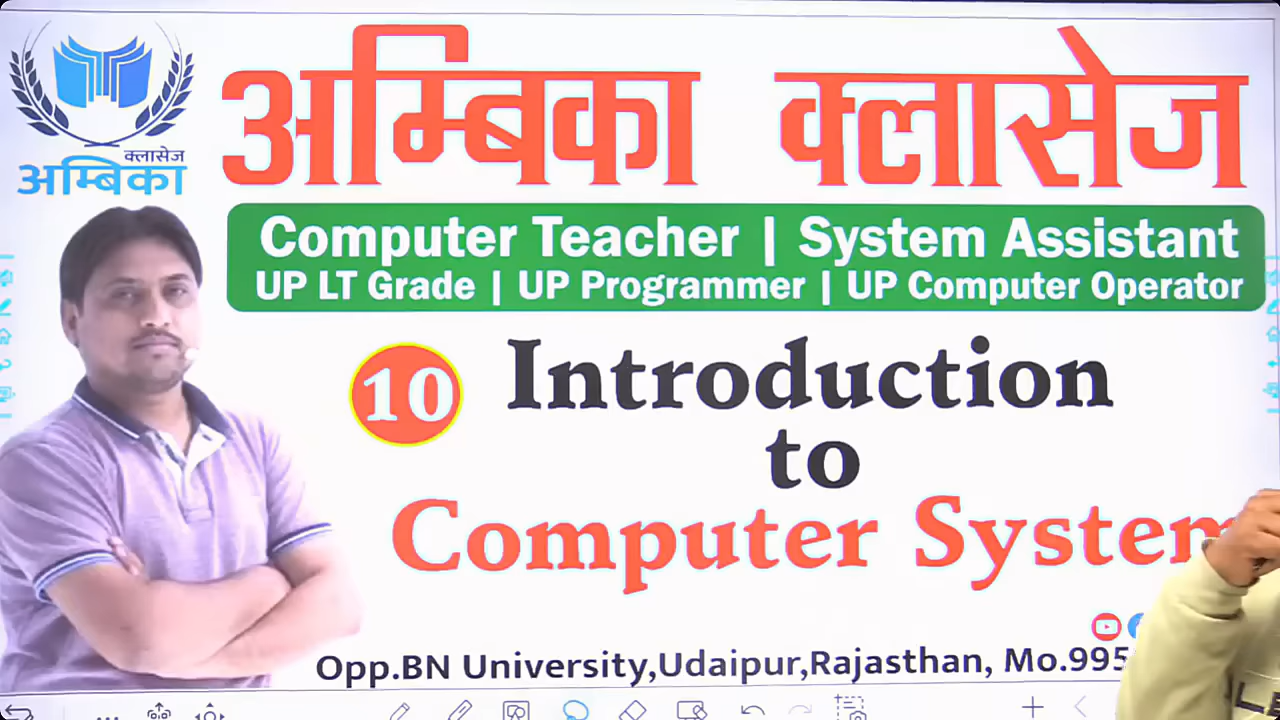 अम्बिका क्लासेज
क्लासेज
अम्बिका
Computer Teacher | System Assistant
UP LT Grade | UP Programmer | UP Computer Operator
10
Introduction
to
Computer System
Opp.BN University,Udaipur,Rajasthan, Mo.995